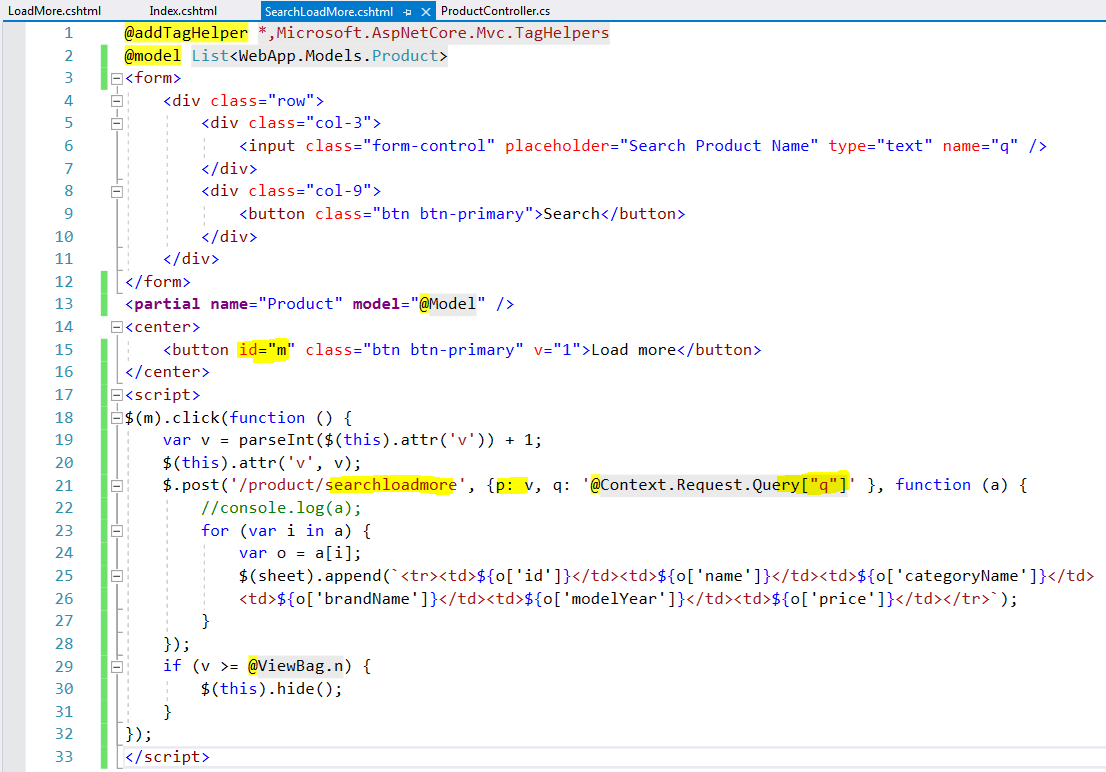 LoadMore.cshtml Index.cshtml SearchLoadMore.cshtml ProductController.cs
1 @addTagHelper *,Microsoft.AspNetCore.Mvc.TagHelpers
2 @model List<WebApp.Models.Product>
3 <form>
4 <div class="row">
5 <div class="col-3">
6 <input class="form-control" placeholder="Search Product Name" type="text" name="q" />
7 </div>
8 <div class="col-9">
9 <button class="btn btn-primary">Search</button>
10 </div>
11 </div>
12 </form>
13 <partial name="Product" model="@Model" />
14 <center>
15 <button id="m" class="btn btn-primary" v="1">Load more</button>
16 </center>
17 <script>
18 $(m).click(function () {
19 var v = parseInt($(this).attr('v')) + 1;
20 $(this).attr('v', v);
21 $.post('/product/searchloadmore', {p: v, q: '@Context.Request.Query["q"]' }, function (a) {
22 //console.log(a);
23 for (var i in a) {
24 var o = a[i];
25 $(sheet).append(`<tr><td>${o['id']}</td><td>${o['name']}</td><td>${o['categoryName']}</td>
26 <td>${o['brandName']}</td><td>${o['modelYear']}</td><td>${o['price']}</td></tr>`);
27 }
28 });
29 if (v >= @ViewBag.n) {
30 $(this).hide();
31 }
32 });
33 </script>